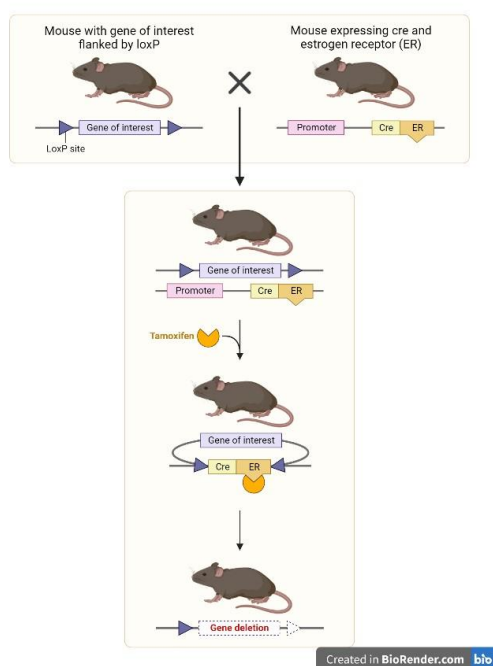 Mouse with gene of interest
flanked by loxP
Mouse expressing cre and
estrogen receptor (ER)
Gene of interest
LoxP site
Promoter
Cre
ER
Gene of interest
Promoter
Cre
ER
Tamoxifen
Gene of interest
Cre
ER
Gene deletion
Created in BioRender.com bio